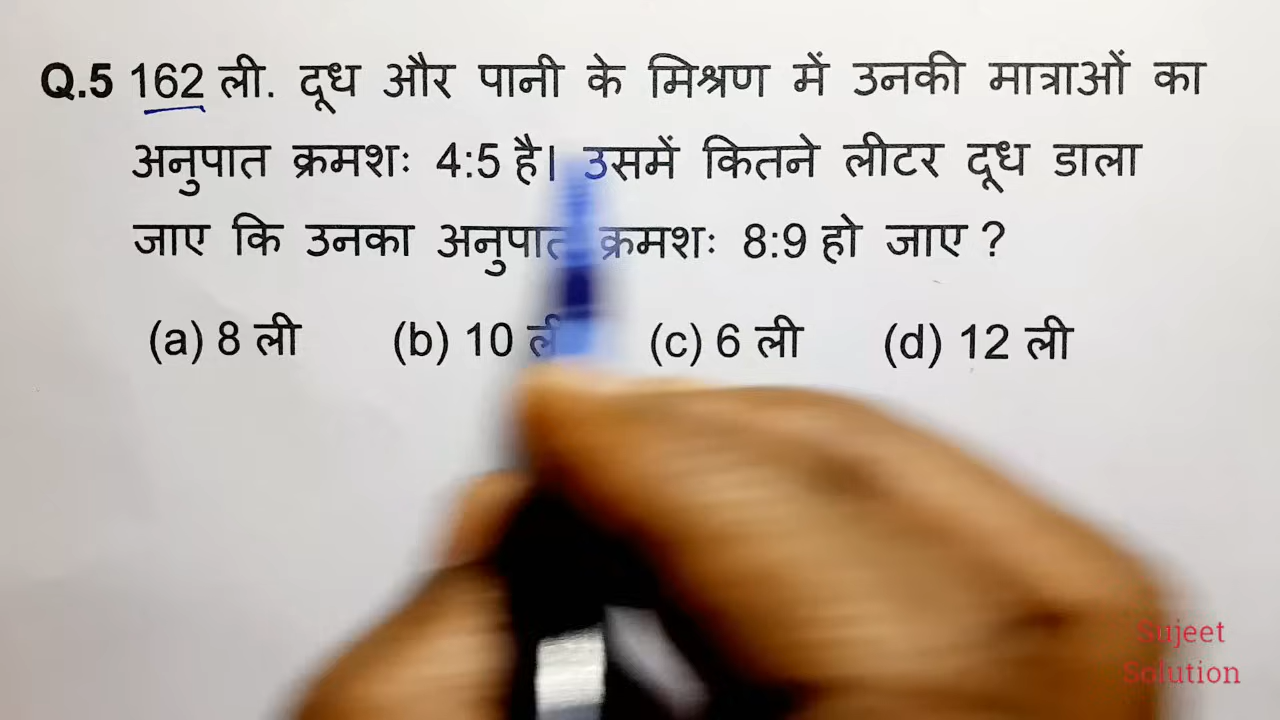 Q.5 162 ली. दूध और पानी के मिश्रण में उनकी मात्राओं का
अनुपात क्रमशः 4:5 है। उसमें कितने लीटर दूध डाला
जाए कि उनका अनुपात क्रमशः 8:9 हो जाए ?
(a) 8 ली (b) 10 ली (c) 6 ली (d) 12 ली
Sujeet
Solution